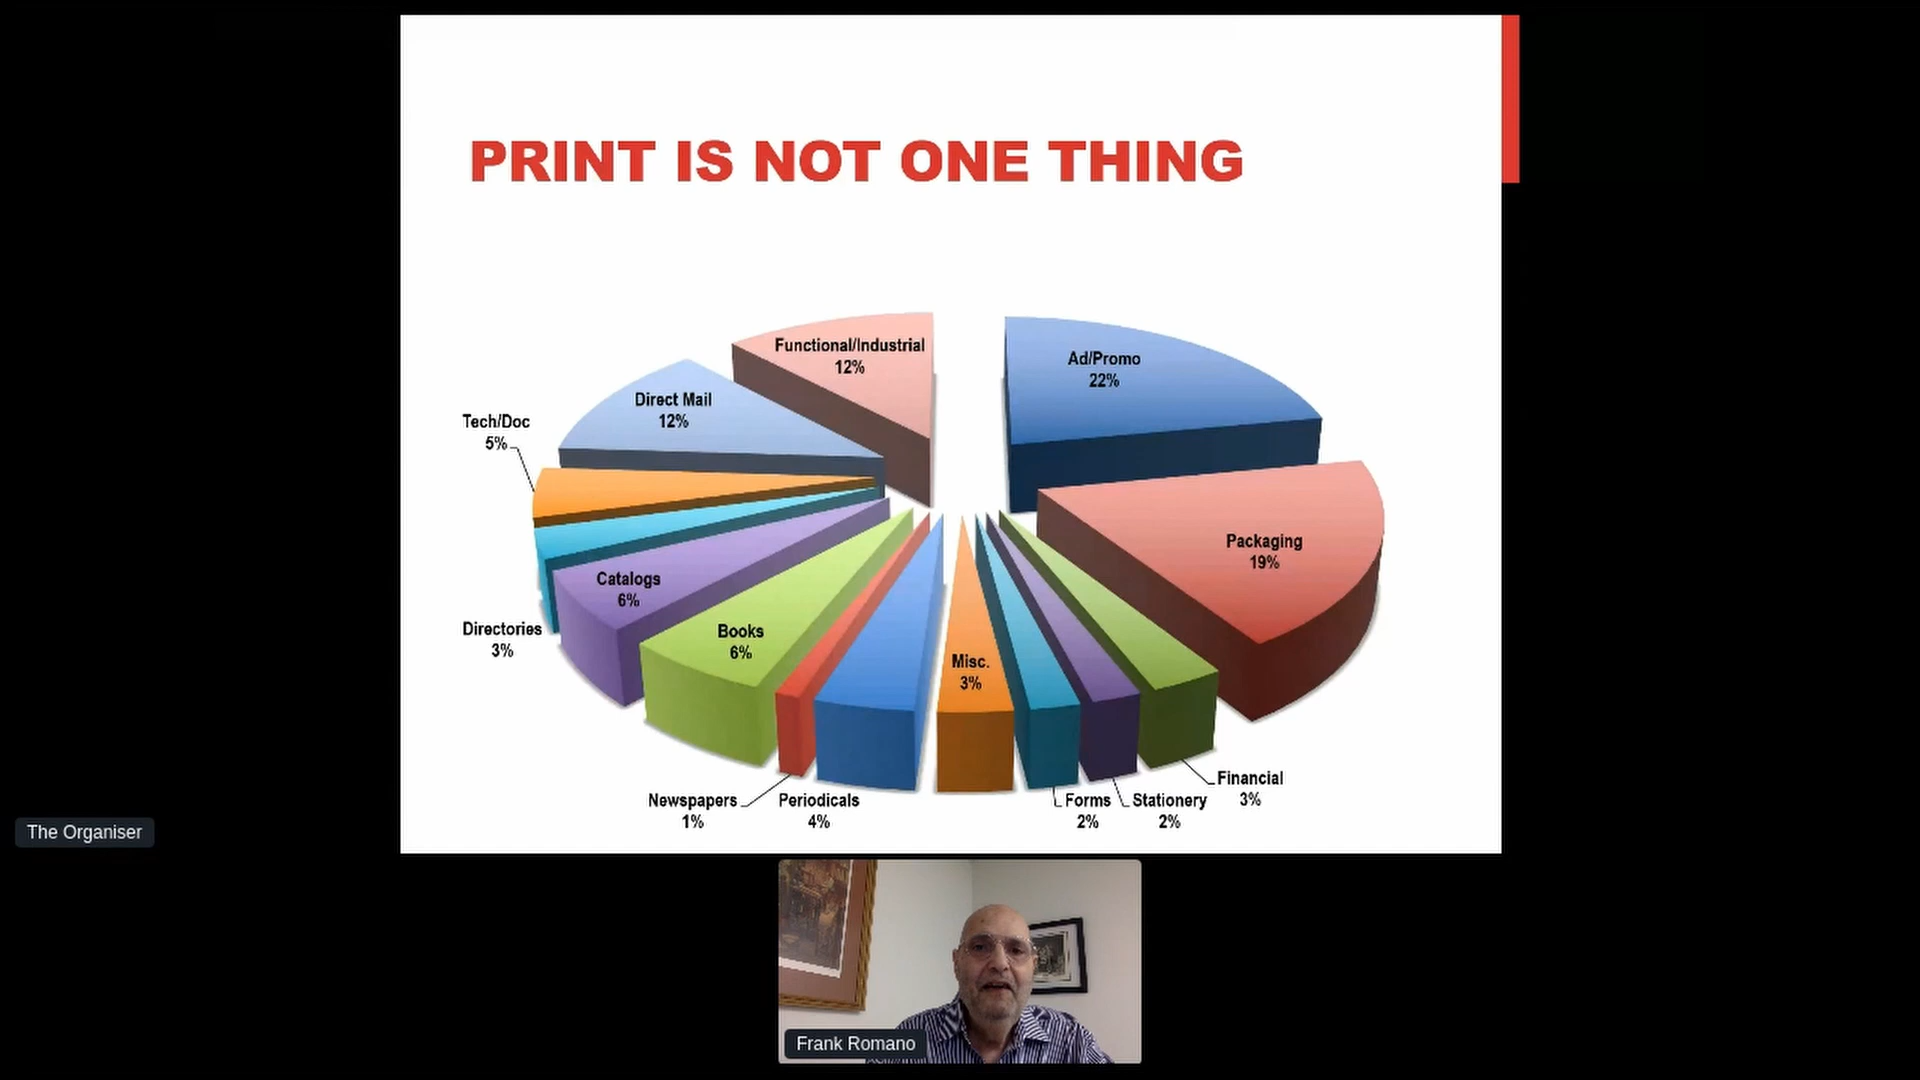 PRINT IS NOT ONE THING
Functional/Industrial
12%
Ad/Promo
22%
Direct Mail
12%
Tech/Doc
5%
Packaging
19%
Catalogs
6%
Directories
3%
Books
6%
Misc.
3%
Newspapers
1%
Periodicals
4%
Forms
2%
Stationery
2%
Financial
3%
The Organiser
Frank Romano